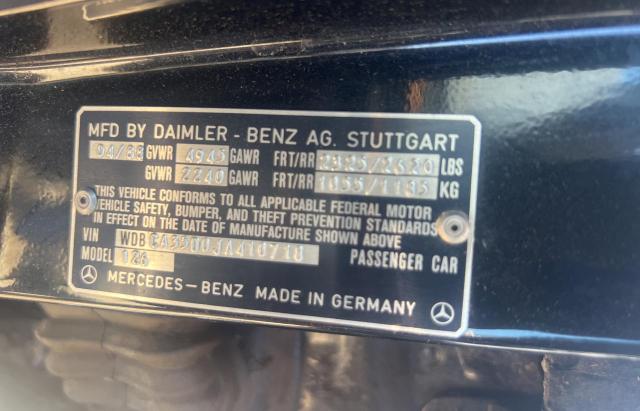 MFD BY DAIMLER - BENZ AG. STUTTGART
04/88 GVWR 4945 GAWR FRT/RR 2325/2620 LBS
GVWR 2240 GAWR FRT/RR 1055/1185 KG
THIS VEHICLE CONFORMS TO ALL APPLICABLE FEDERAL MOTOR
VEHICLE SAFETY, BUMPER, AND THEFT PREVENTION STANDARDS
IN EFFECT ON THE DATE OF MANUFACTURE SHOWN ABOVE
VIN PASSENGER CAR
MODEL 126
MERCEDES-BENZ MADE IN GERMANY